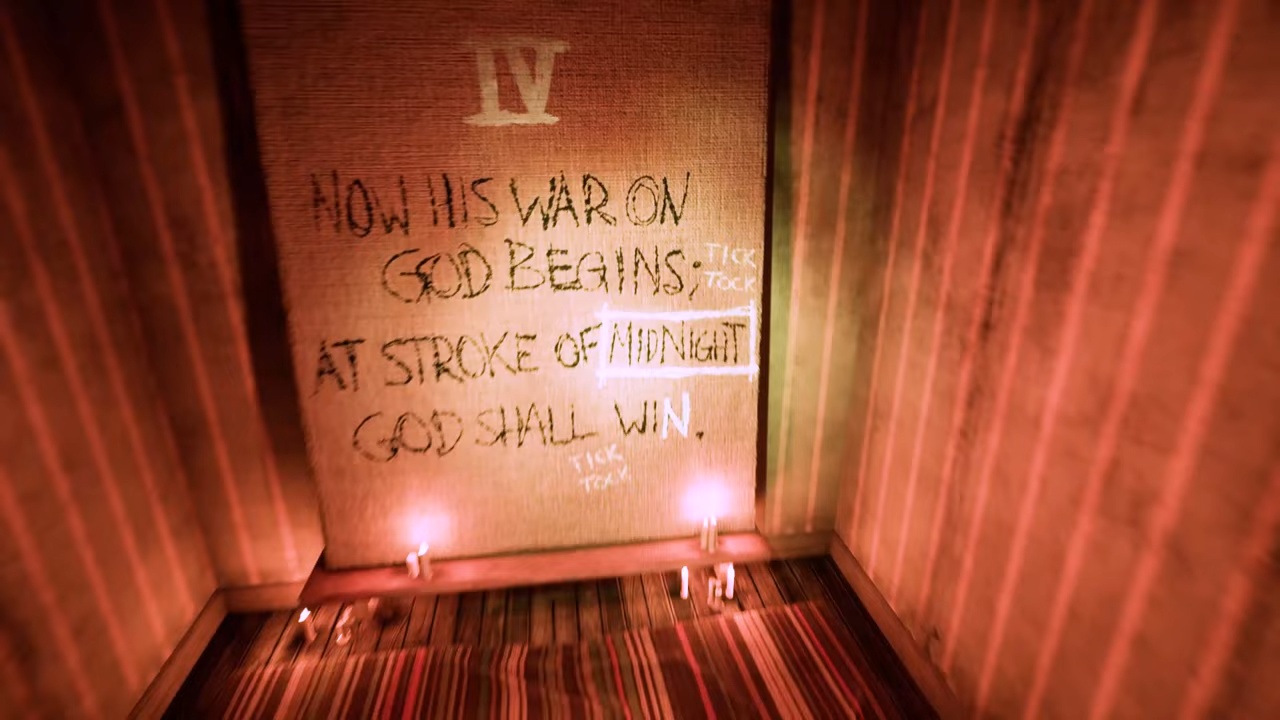 IV
NOW HIS WAR ON
GOD BEGINS; TICK
TOCK
AT STROKE OF MIDNIGHT
GOD SHALL WIN.
TICK
TOCK